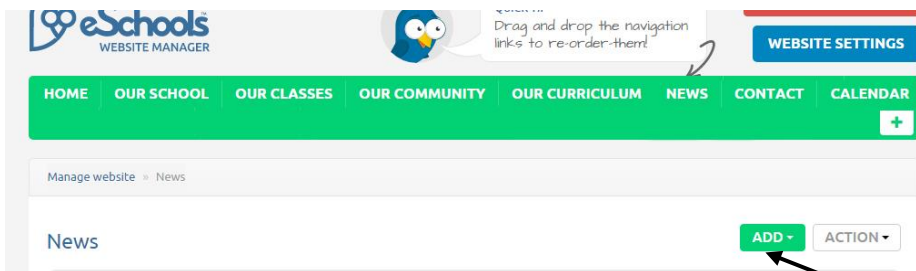 eSchools
WEBSITE MANAGER
Drag and drop the navigation
links to re-order them!
WEBSITE SETTINGS
HOME OUR SCHOOL OUR CLASSES OUR COMMUNITY OUR CURRICULUM NEWS CONTACT CALENDAR
+
Manage website » News
News
ADD
ACTION